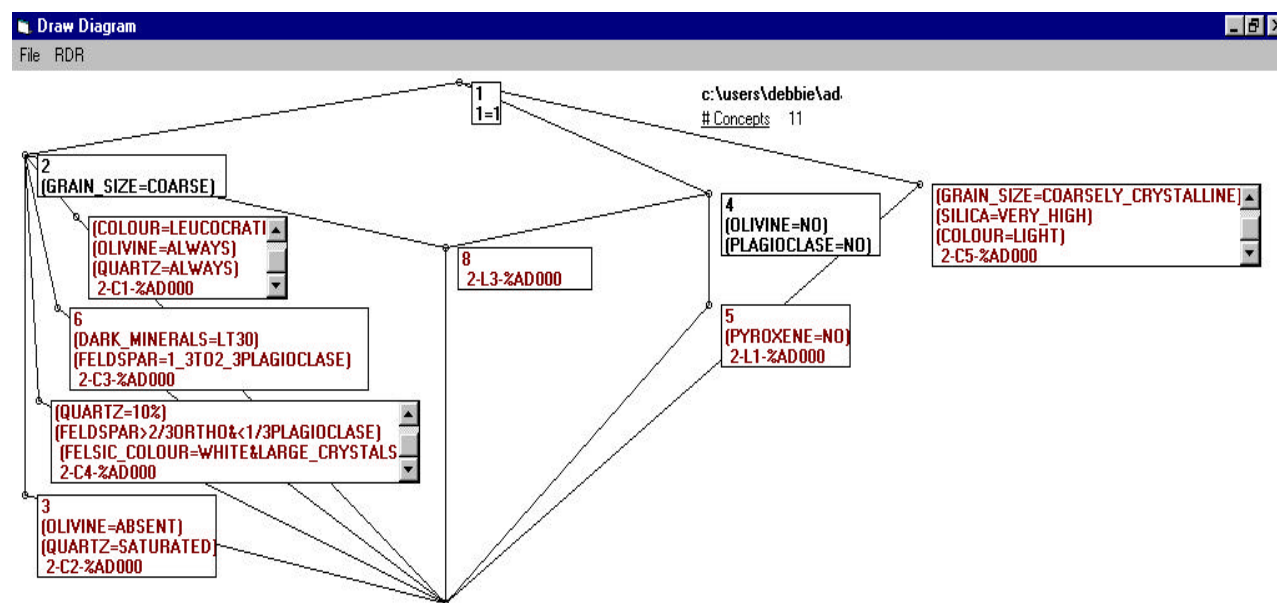 Draw Diagram
File RDR
1
1=1
c:\users\debbie\ad
# Concepts 11
2
(GRAIN_SIZE=COARSE)
(COLOUR=LEUCOCRATI
(OLIVINE=ALWAYS)
(QUARTZ=ALWAYS)
2-C1-%AD000
8
2-L3-%AD000
4
(OLIVINE=NO)
(PLAGIOCLASE=NO)
(GRAIN_SIZE=COARSELY_CRYSTALLINE)
(SILICA=VERY_HIGH)
(COLOUR=LIGHT)
2-C5-%AD000
6
(DARK_MINERALS=LT30)
(FELDSPAR=1_3TO2_3PLAGIOCLASE)
2-C3-%AD000
5
(PYROXENE=NO)
2-L1-%AD000
(QUARTZ=10%)
(FELDSPAR>2/3ORTHO&<1/3PLAGIOCLASE)
(FELSIC_COLOUR=WHITE&LARGE_CRYSTALS
2-C4-%AD000
3
(OLIVINE=ABSENT)
(QUARTZ=SATURATED)
2-C2-%AD000